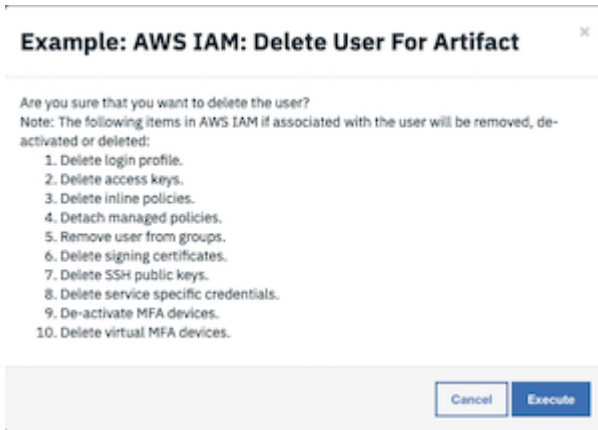 Example: AWS IAM: Delete User For Artifact
×
Are you sure that you want to delete the user?
Note: The following items in AWS IAM if associated with the user will be removed, de-
activated or deleted:
1. Delete login profile.
2. Delete access keys.
3. Delete inline policies.
4. Detach managed policies.
5. Remove user from groups.
6. Delete signing certificates.
7. Delete SSH public keys.
8. Delete service specific credentials.
9. De-activate MFA devices.
10. Delete virtual MFA devices.
Cancel Execute